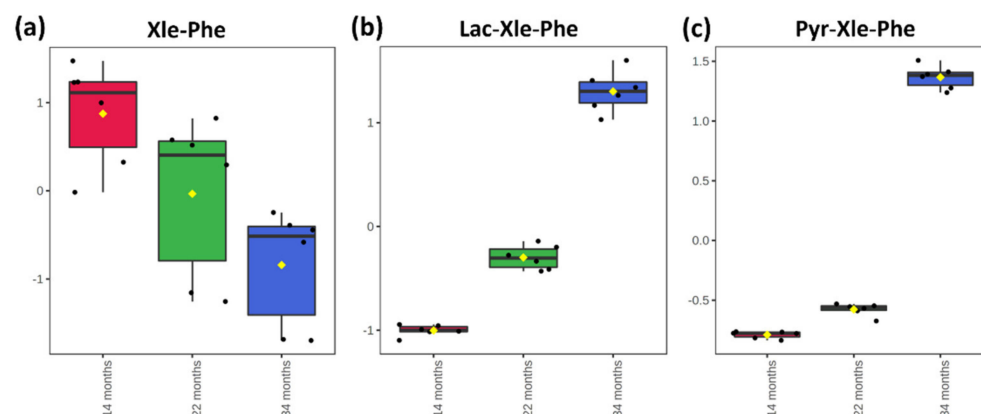 (a) Xle-Phe
1
0
-1
14 months
22 months
34 months
(b) Lac-Xle-Phe
1
0
-1
14 months
22 months
34 months
(c) Pyr-Xle-Phe
1.5
1.0
0.5
0.0
-0.5
14 months
22 months
34 months